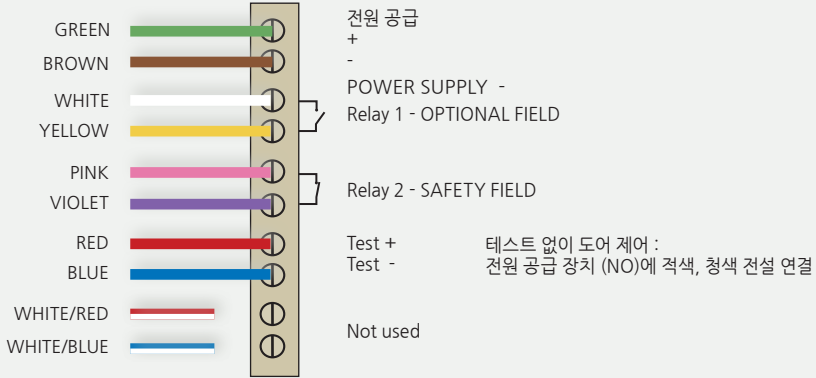 GREEN
BROWN
WHITE
YELLOW
PINK
VIOLET
RED
BLUE
WHITE/RED
WHITE/BLUE
전원 공급
+
-
POWER SUPPLY -
Relay 1 - OPTIONAL FIELD
Relay 2 - SAFETY FIELD
Test + 테스트 없이 도어 제어 :
Test - 전원 공급 장치 (NO)에 적색, 청색 전설 연결
Not used